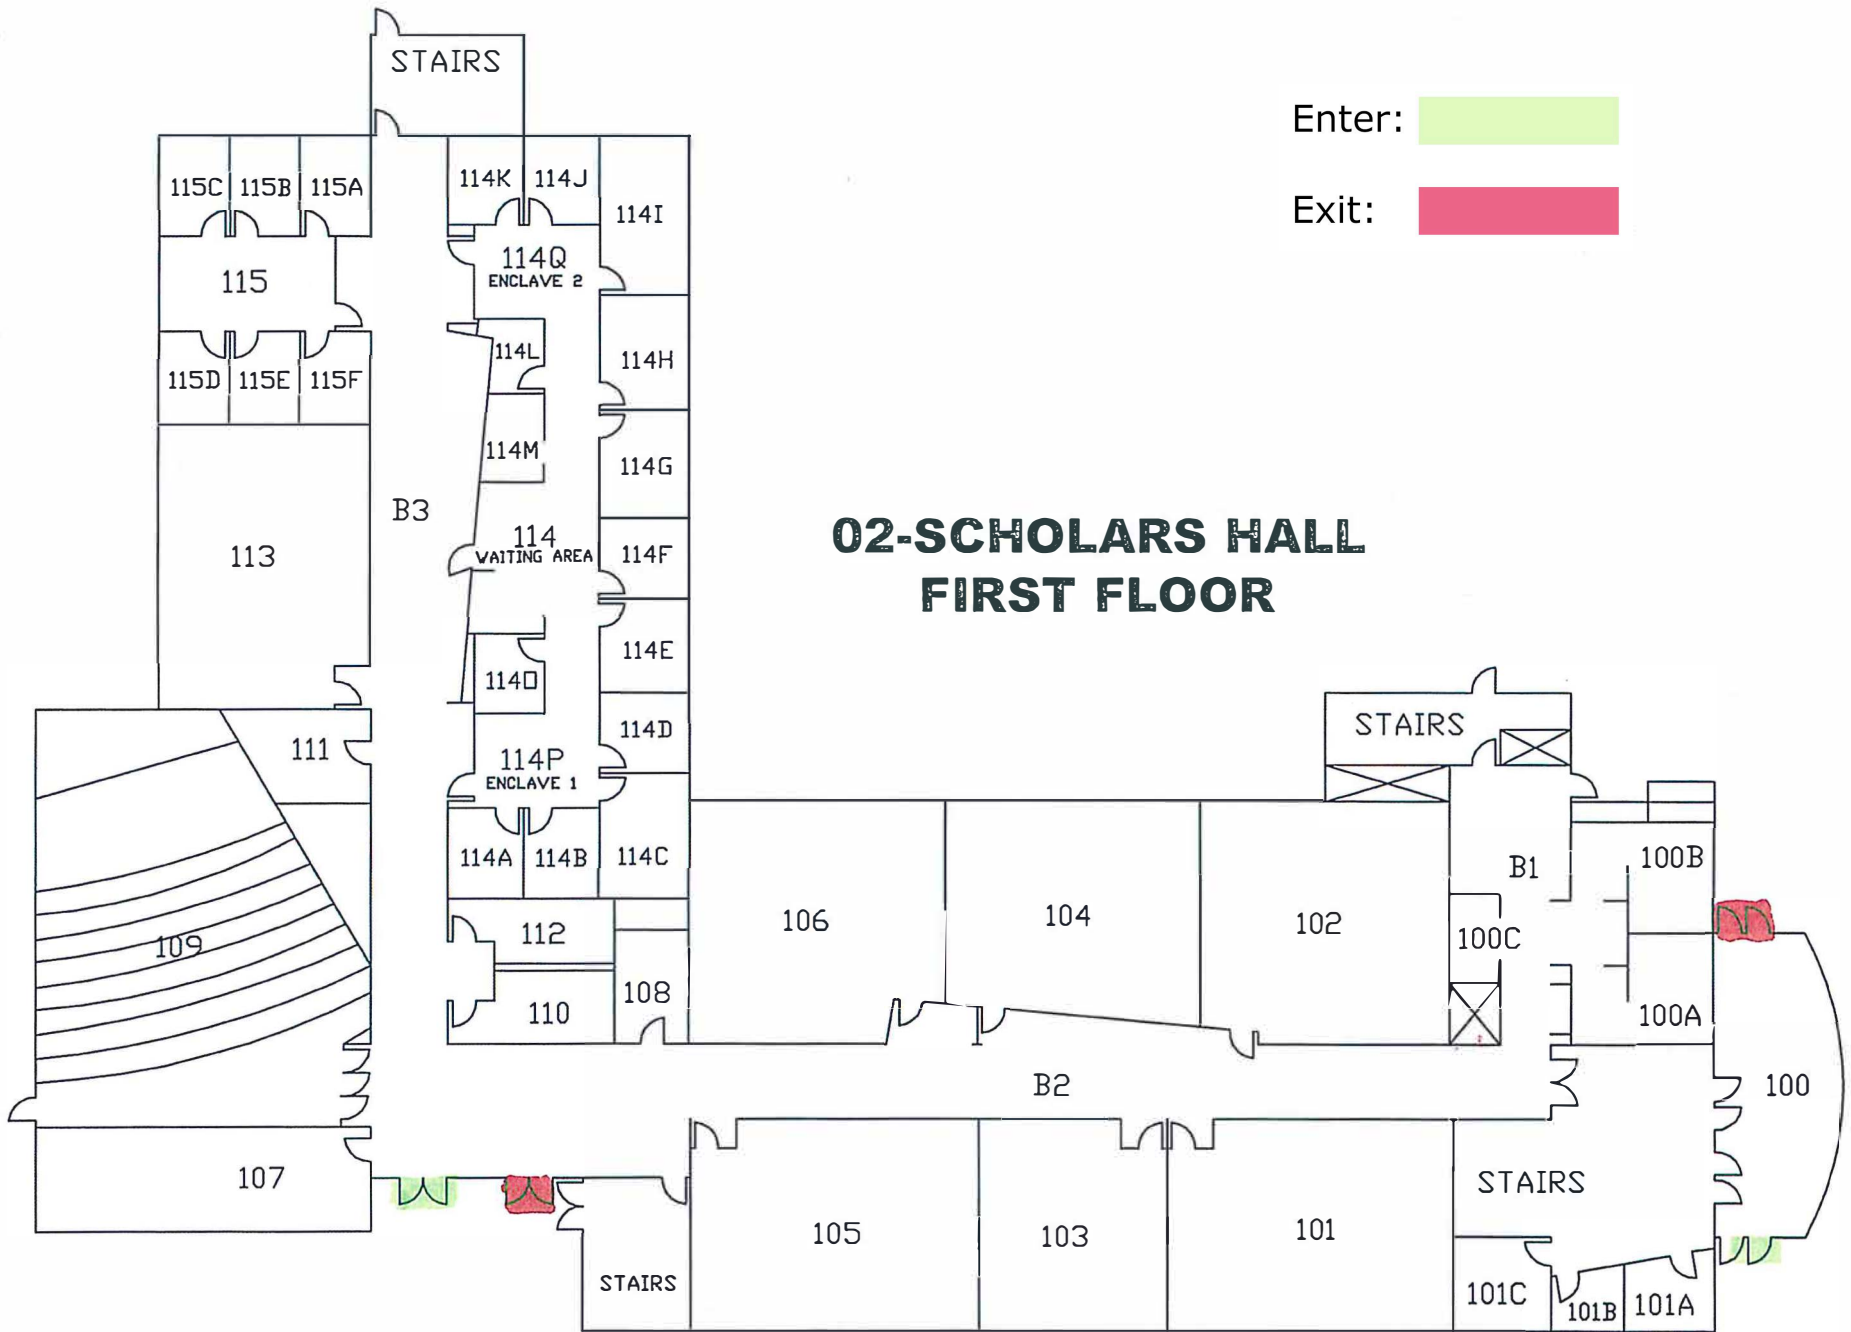 STAIRS
Enter:
Exit:
115C 115B 115A
114K 114J
114I
114Q
ENCLAVE 2
115
114L
114H
115D 115E 115F
114M
114G
B3
02-SCHOLARS HALL
FIRST FLOOR
113
114
WAITING AREA
114F
114E
114O
114D
STAIRS
111
114P
ENCLAVE 1
114A 114B 114C
B1
100B
109
112
106
104
102
100C
108
110
100A
B2
100
107
STAIRS
105
103
101
STAIRS
101C
101B
101A